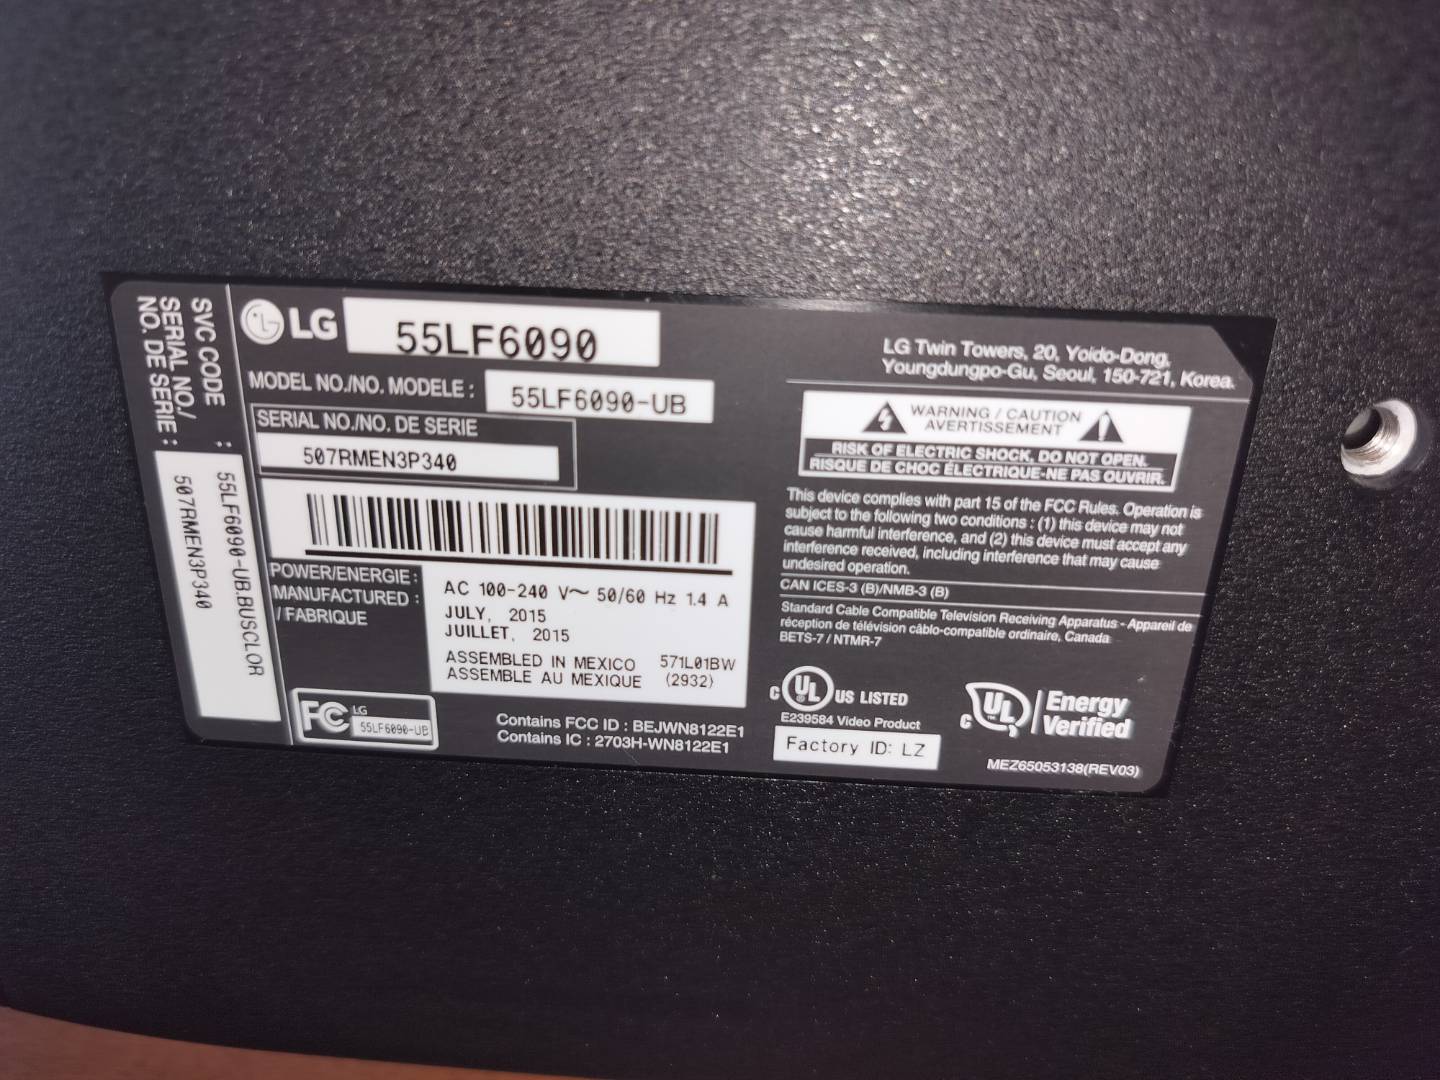 LG 55LF6090
MODEL NO./NO. MODELE : 55LF6090-UB
SERIAL NO./NO. DE SERIE
507RMEN3P340
POWER/ENERGIE : AC 100-240 V~ 50/60 Hz 1.4 A
MANUFACTURED : JULY, 2015
/ FABRIQUE JUILLET, 2015
ASSEMBLED IN MEXICO 571L01BW
ASSEMBLE AU MEXIQUE (2932)
FC LG
55LF6090-UB
Contains FCC ID : BEJWN8122E1
Contains IC : 2703H-WN8122E1
SVC CODE : 55LF6090-UB.BUSCLOR
SERIAL NO./
NO. DE SERIE : 507RMEN3P340
LG Twin Towers, 20, Yoido-Dong,
Youngdungpo-Gu, Seoul, 150-721, Korea.
WARNING / CAUTION
AVERTISSEMENT
RISK OF ELECTRIC SHOCK, DO NOT OPEN.
RISQUE DE CHOC ÉLECTRIQUE-NE PAS OUVRIR.
This device complies with part 15 of the FCC Rules. Operation is
subject to the following two conditions : (1) this device may not
cause harmful interference, and (2) this device must accept any
interference received, including interference that may cause
undesired operation.
CAN ICES-3 (B)/NMB-3 (B)
Standard Cable Compatible Television Receiving Apparatus - Appareil de
réception de télévision câblo-compatible ordinaire, Canada
BETS-7 / NTMR-7
C UL ® US LISTED
E239584 Video Product
Factory ID: LZ
C UL ™ Energy
Verified
MEZ65053138(REV03)